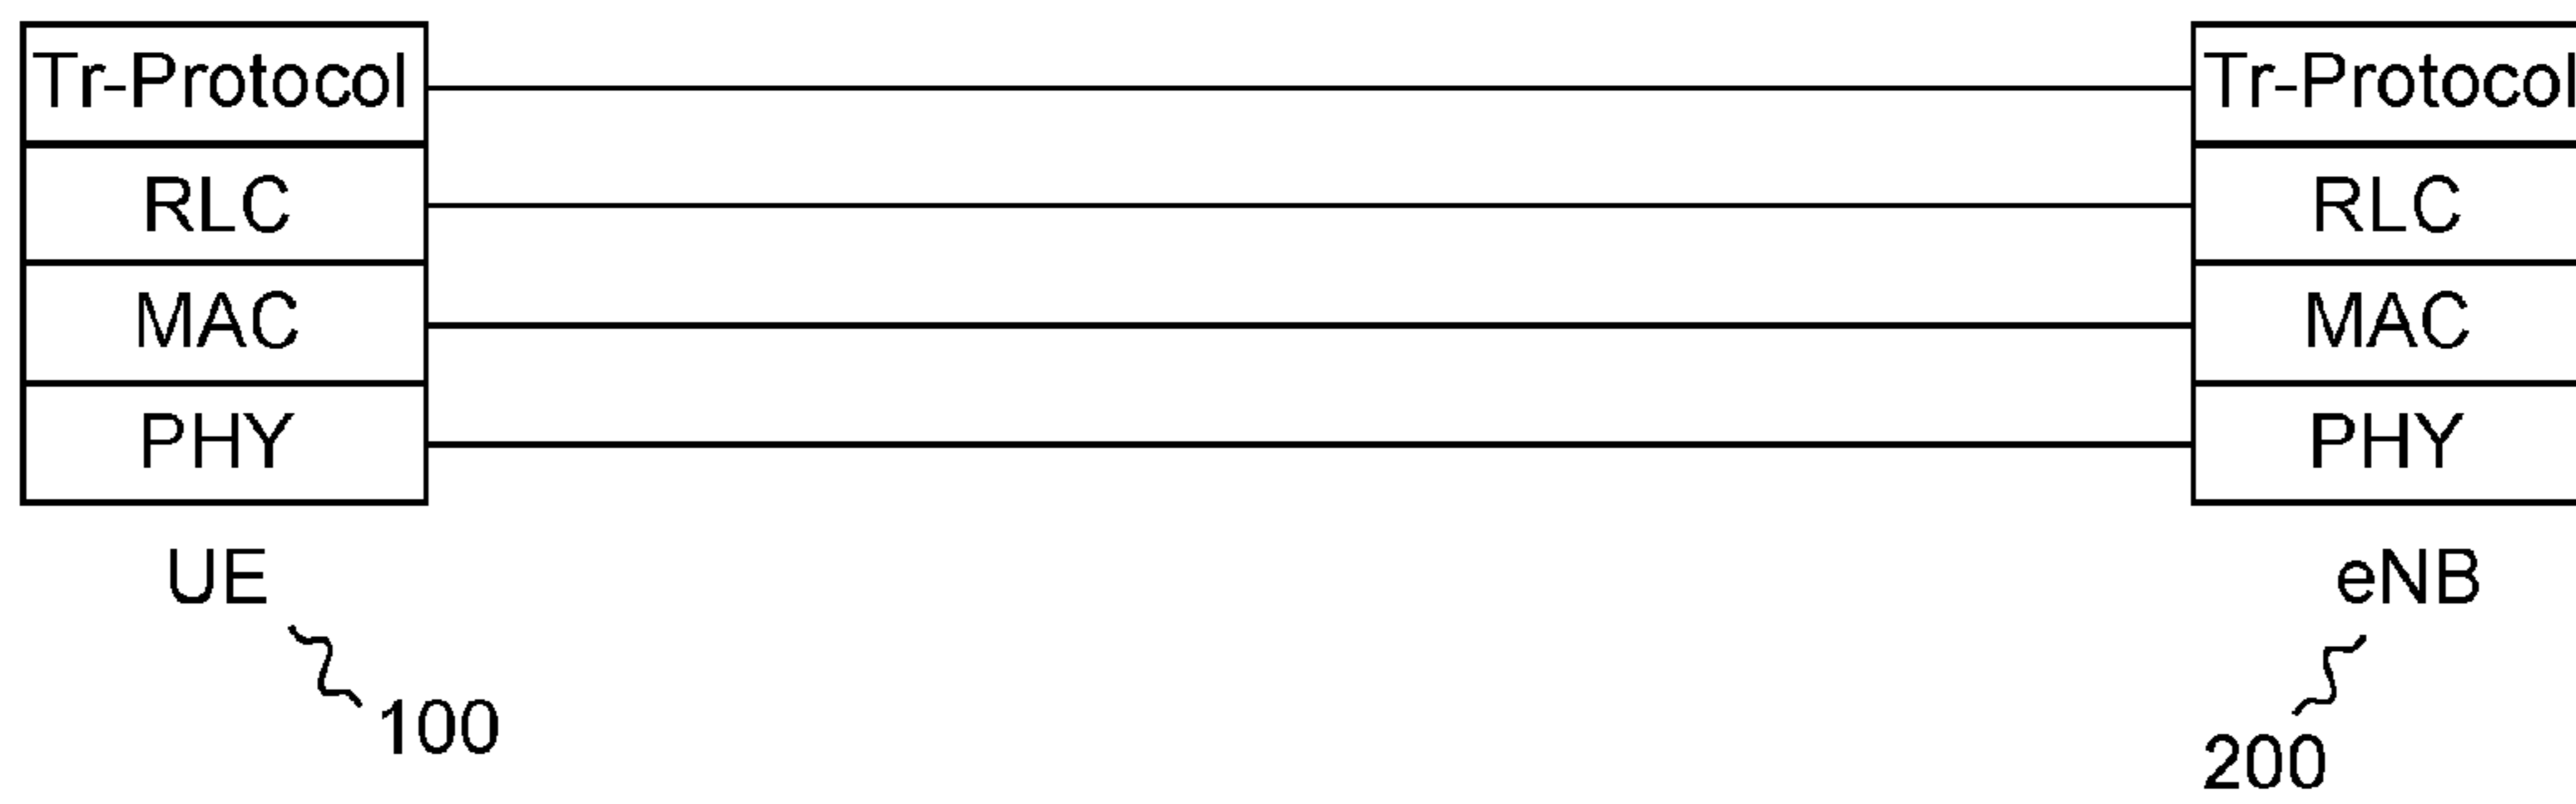 Tr-Protocol
RLC
MAC
PHY
UE
100
Tr-Protocol
RLC
MAC
PHY
eNB
200